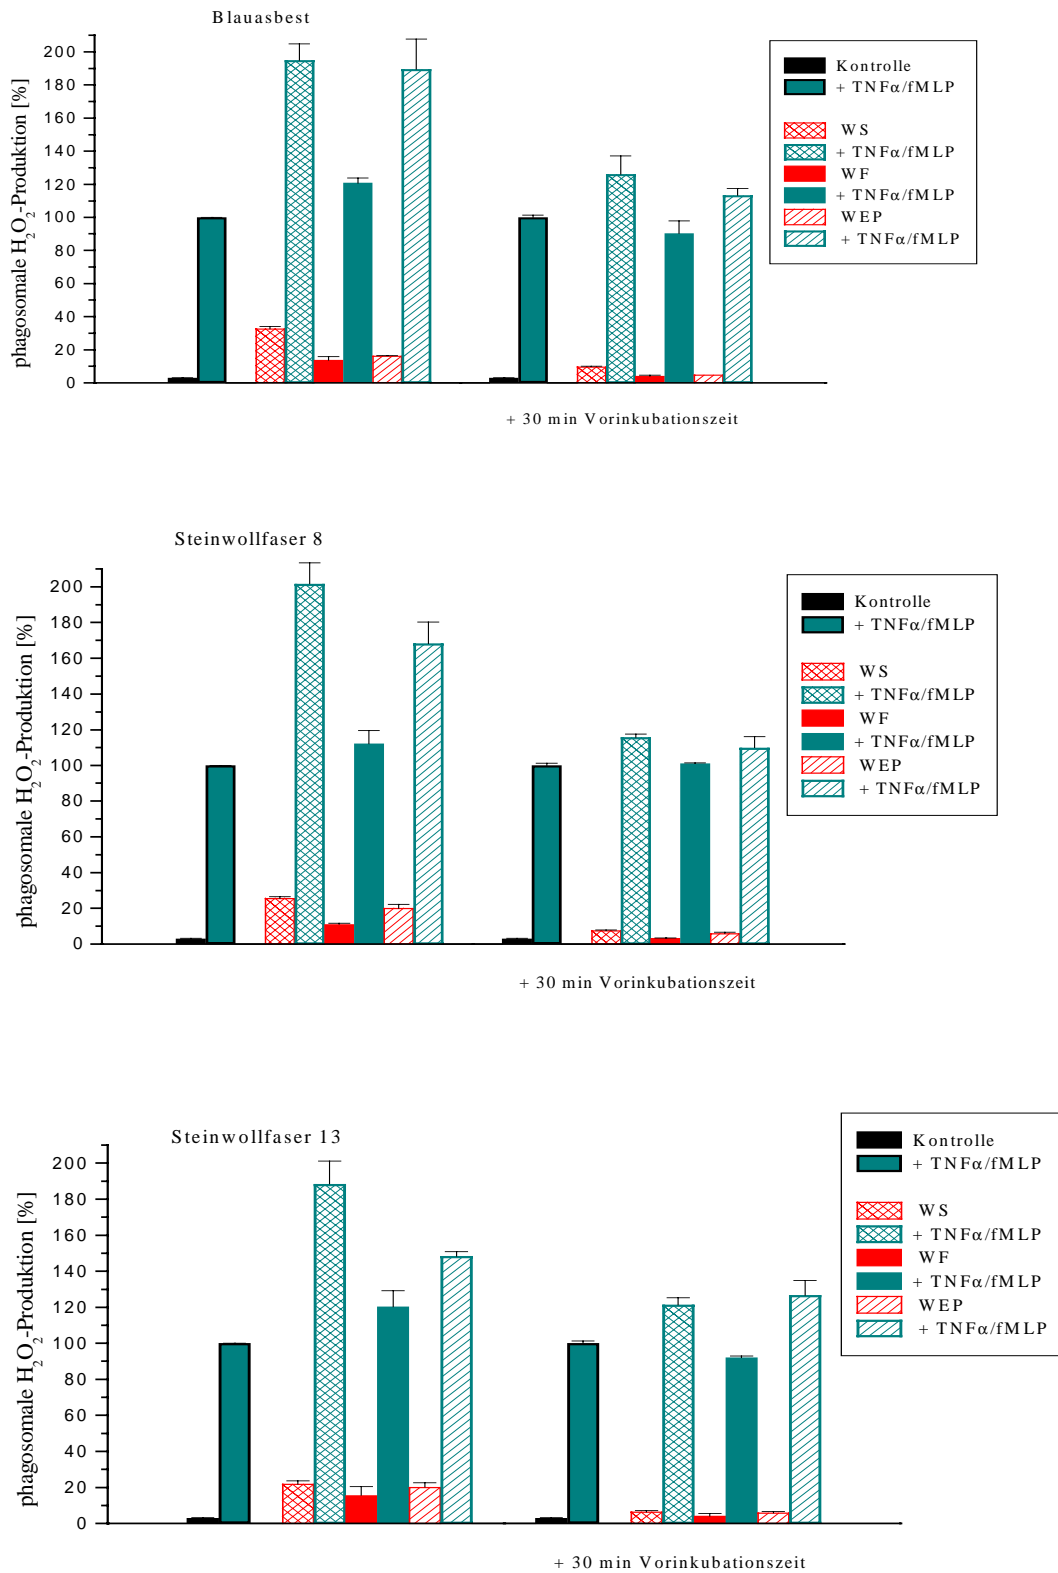 Blauasbest
phagosomale H2O2-Produktion [%]
200
180
160
140
120
100
80
60
40
20
0
Kontrolle
+ TNFα/fMLP
WS
+ TNFα/fMLP
WF
+ TNFα/fMLP
WEP
+ TNFα/fMLP
+ 30 min Vorinkubationszeit
Steinwollfaser 8
phagosomale H2O2-Produktion [%]
200
180
160
140
120
100
80
60
40
20
0
Kontrolle
+ TNFα/fMLP
WS
+ TNFα/fMLP
WF
+ TNFα/fMLP
WEP
+ TNFα/fMLP
+ 30 min Vorinkubationszeit
Steinwollfaser 13
phagosomale H2O2-Produktion [%]
200
180
160
140
120
100
80
60
40
20
0
Kontrolle
+ TNFα/fMLP
WS
+ TNFα/fMLP
WF
+ TNFα/fMLP
WEP
+ TNFα/fMLP
+ 30 min Vorinkubationszeit